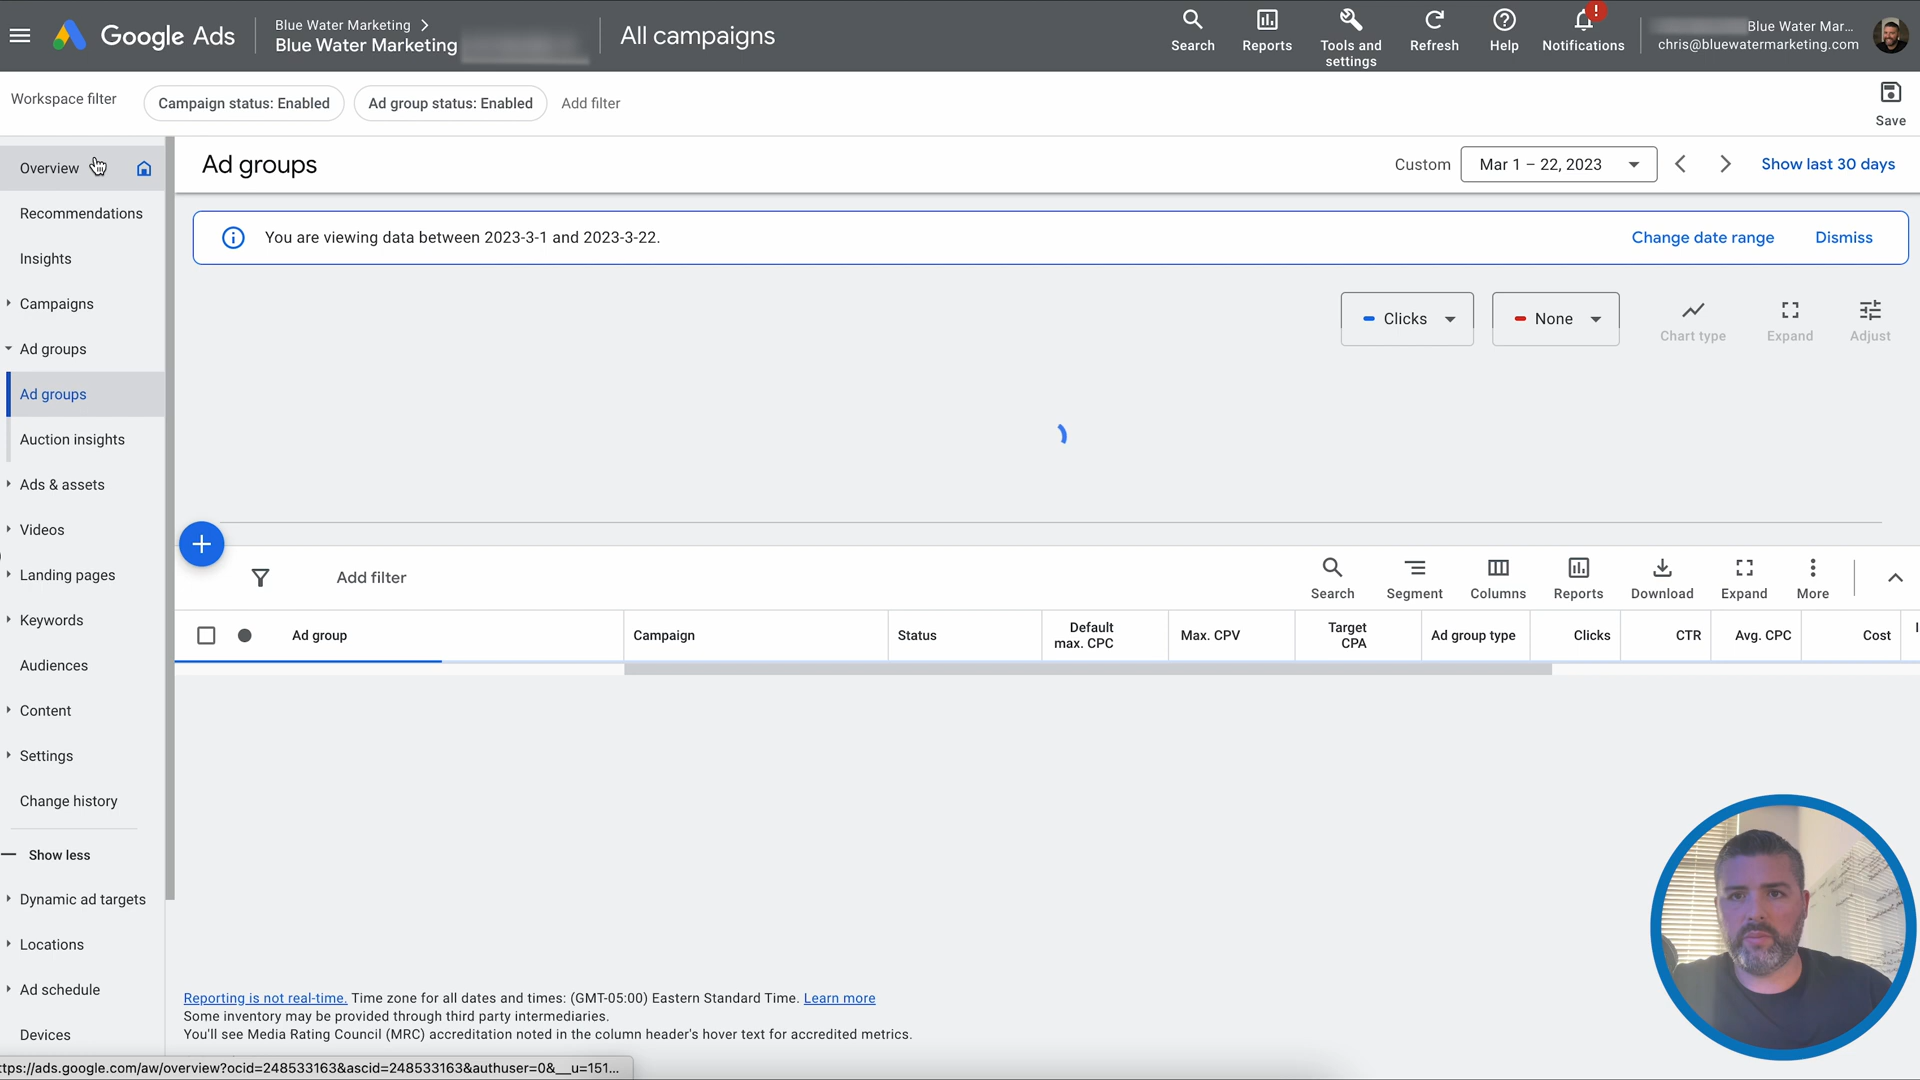 Google Ads
Blue Water Marketing
Blue Water Marketing
All campaigns
Search
Reports
Tools and
settings
Refresh
Help
!
Notifications
Blue Water Mar...
chris@bluewatermarketing.com
Workspace filter
Campaign status: Enabled
Ad group status: Enabled
Add filter
Save
Overview
Recommendations
Insights
Campaigns
Ad groups
Ad groups
Auction insights
Ads & assets
Videos
Landing pages
Keywords
Audiences
Content
Settings
Change history
Show less
Dynamic ad targets
Locations
Ad schedule
Devices
Ad groups
Custom
Mar 1 – 22, 2023
Show last 30 days
You are viewing data between 2023-3-1 and 2023-3-22.
Change date range
Dismiss
Clicks
None
Chart type
Expand
Adjust
Add filter
Search
Segment
Columns
Reports
Download
Expand
More
Ad group
Campaign
Status
Default
max. CPC
Max. CPV
Target
CPA
Ad group type
Clicks
CTR
Avg. CPC
Cost
Reporting is not real-time. Time zone for all dates and times: (GMT-05:00) Eastern Standard Time. Learn more
Some inventory may be provided through third party intermediaries.
You'll see Media Rating Council (MRC) accreditation noted in the column header's hover text for accredited metrics.
ttps://ads.google.com/aw/overview?ocid=248533163&ascid=248533163&authuser=0&__u=151...